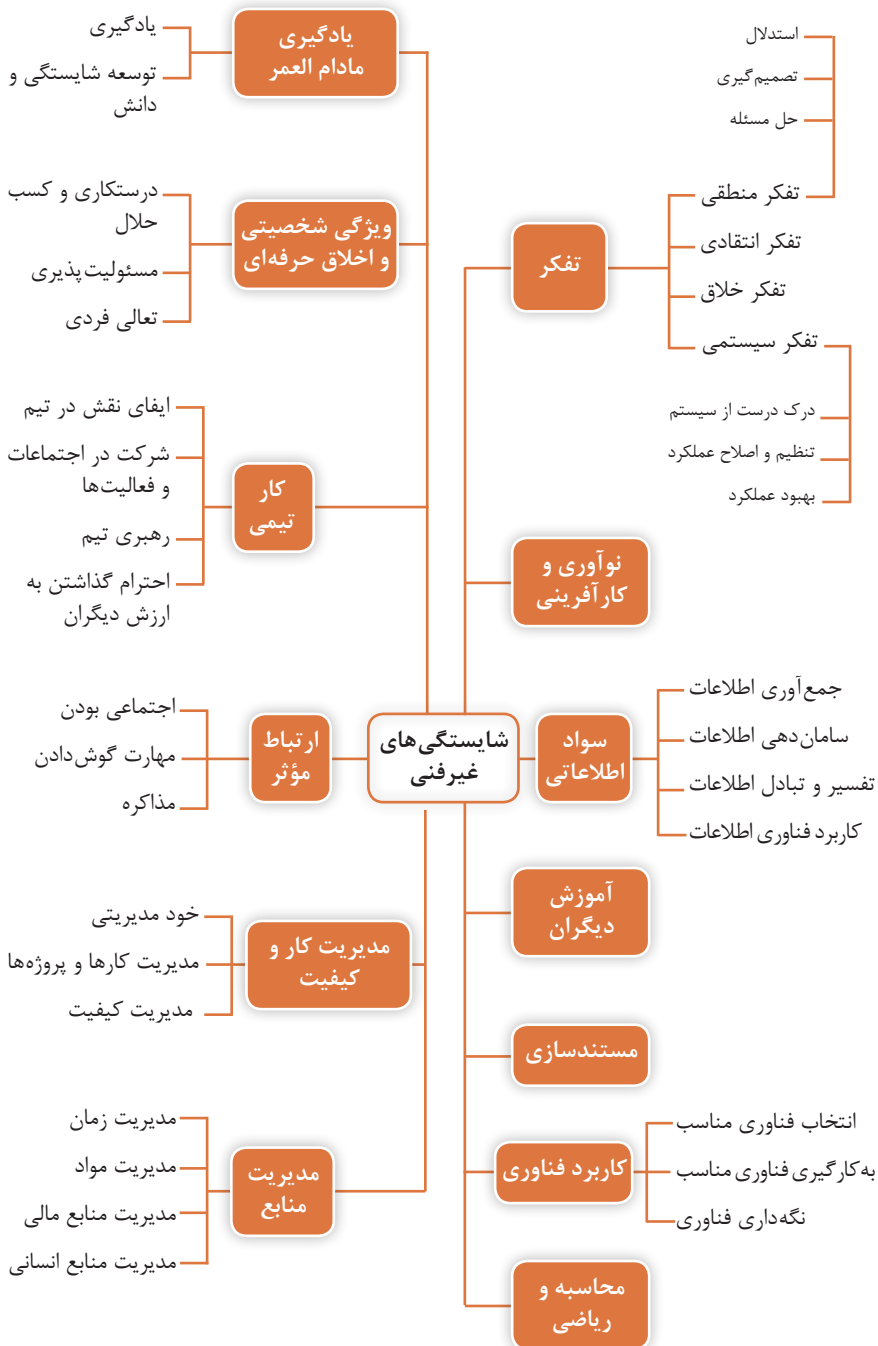 شایستگی‌های
غیرفنی
تفکر
استدلال
تصمیم‌گیری
حل مسئله
تفکر منطقی
تفکر انتقادی
تفکر خلاق
تفکر سیستمی
درک درست از سیستم
تنظیم و اصلاح عملکرد
بهبود عملکرد
نوآوری و
کارآفرینی
سواد
اطلاعاتی
جمع‌آوری اطلاعات
سامان‌دهی اطلاعات
تفسیر و تبادل اطلاعات
کاربرد فناوری اطلاعات
آموزش
دیگران
مستندسازی
کاربرد فناوری
انتخاب فناوری مناسب
به‌کارگیری فناوری مناسب
نگه‌داری فناوری
محاسبه و
ریاضی
یادگیری
مادام العمر
یادگیری
توسعه شایستگی و
دانش
ویژگی شخصیتی
و اخلاق حرفه‌ای
درستکاری و کسب
حلال
مسئولیت‌پذیری
تعالی فردی
کار
تیمی
ایفای نقش در تیم
شرکت در اجتماعات
و فعالیت‌ها
رهبری تیم
احترام گذاشتن به
ارزش دیگران
ارتباط
مؤثر
اجتماعی بودن
مهارت گوش‌دادن
مذاکره
مدیریت کار و
کیفیت
خود مدیریتی
مدیریت کارها و پروژه‌ها
مدیریت کیفیت
مدیریت
منابع
مدیریت زمان
مدیریت مواد
مدیریت منابع مالی
مدیریت منابع انسانی